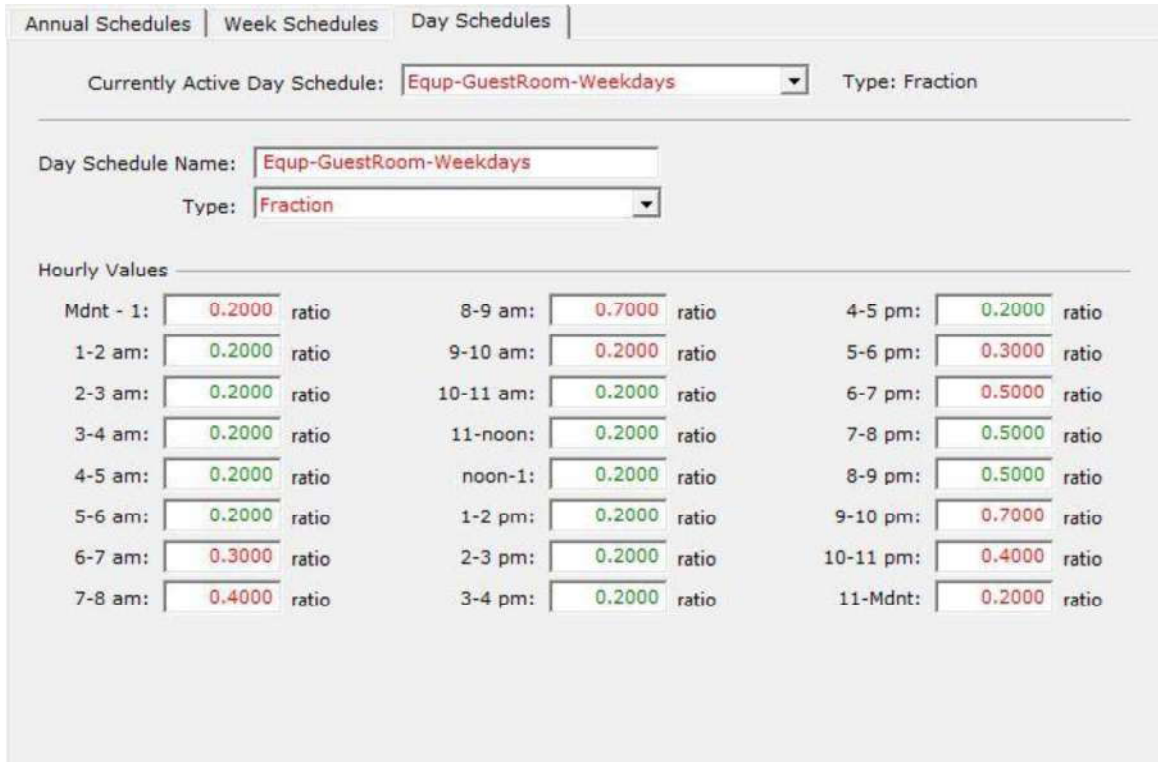 Annual Schedules Week Schedules Day Schedules
Currently Active Day Schedule: Equp-GuestRoom-Weekdays Type: Fraction
Day Schedule Name: Equp-GuestRoom-Weekdays
Type: Fraction
Hourly Values
Mdnt - 1: 0.2000 ratio 8-9 am: 0.7000 ratio 4-5 pm: 0.2000 ratio
1-2 am: 0.2000 ratio 9-10 am: 0.2000 ratio 5-6 pm: 0.3000 ratio
2-3 am: 0.2000 ratio 10-11 am: 0.2000 ratio 6-7 pm: 0.5000 ratio
3-4 am: 0.2000 ratio 11-noon: 0.2000 ratio 7-8 pm: 0.5000 ratio
4-5 am: 0.2000 ratio noon-1: 0.2000 ratio 8-9 pm: 0.5000 ratio
5-6 am: 0.2000 ratio 1-2 pm: 0.2000 ratio 9-10 pm: 0.7000 ratio
6-7 am: 0.3000 ratio 2-3 pm: 0.2000 ratio 10-11 pm: 0.4000 ratio
7-8 am: 0.4000 ratio 3-4 pm: 0.2000 ratio 11-Mdnt: 0.2000 ratio